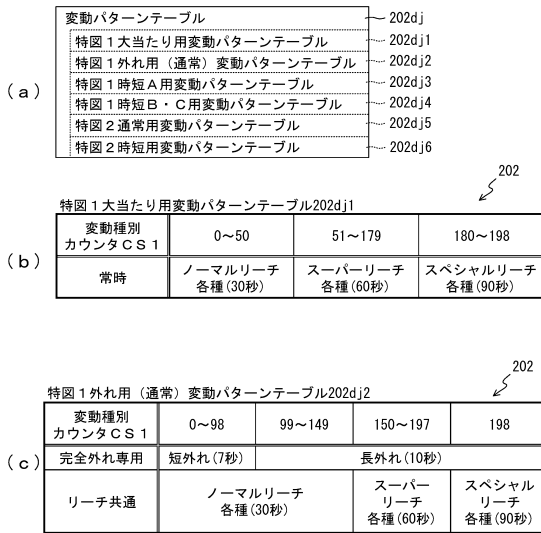 (a)
変動パターンテーブル 202dj
特図1大当たり用変動パターンテーブル 202dj1
特図1外れ用（通常）変動パターンテーブル 202dj2
特図1時短A用変動パターンテーブル 202dj3
特図1時短B・C用変動パターンテーブル 202dj4
特図2通常用変動パターンテーブル 202dj5
特図2時短用変動パターンテーブル 202dj6
202
(b)
特図1大当たり用変動パターンテーブル202dj1
変動種別
カウンタCS1
0～50
51～179
180～198
常時
ノーマルリーチ
各種(30秒)
スーパーリーチ
各種(60秒)
スペシャルリーチ
各種(90秒)
202
(c)
特図1外れ用（通常）変動パターンテーブル202dj2
変動種別
カウンタCS1
0～98
99～149
150～197
198
完全外れ専用
短外れ(7秒)
長外れ(10秒)
リーチ共通
ノーマルリーチ
各種(30秒)
スーパー
リーチ
各種(60秒)
スペシャル
リーチ
各種(90秒)